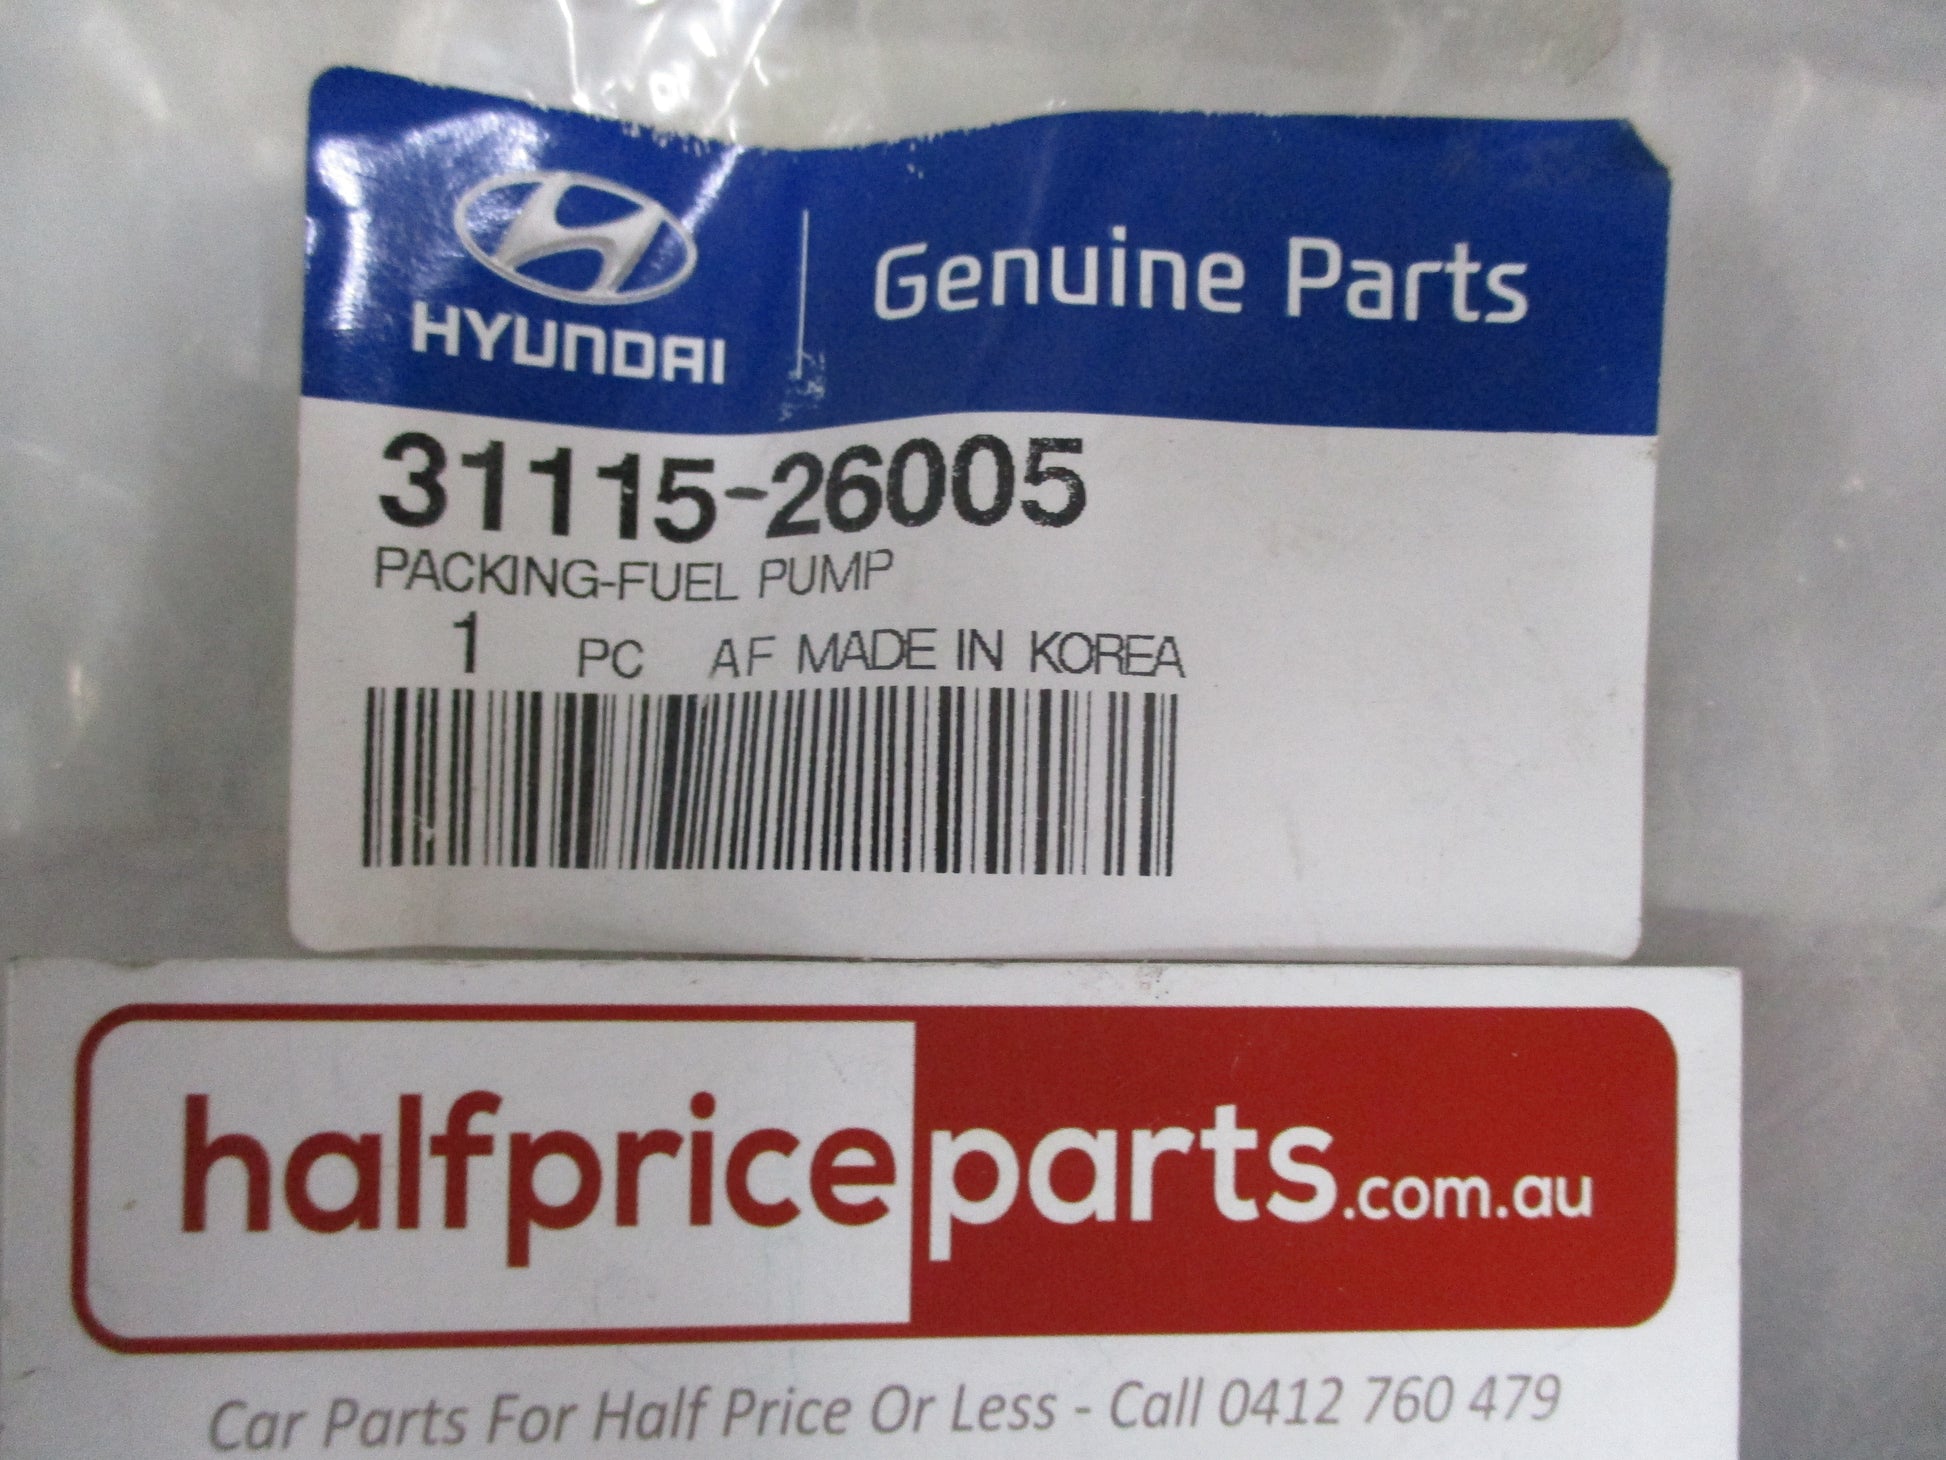 HYUNDAI
Genuine Parts
31115-26005
PACKING-FUEL PUMP
1 PC AF MADE IN KOREA
halfpriceparts.com.au
Car Parts For Half Price Or Less - Call 0412 760 479